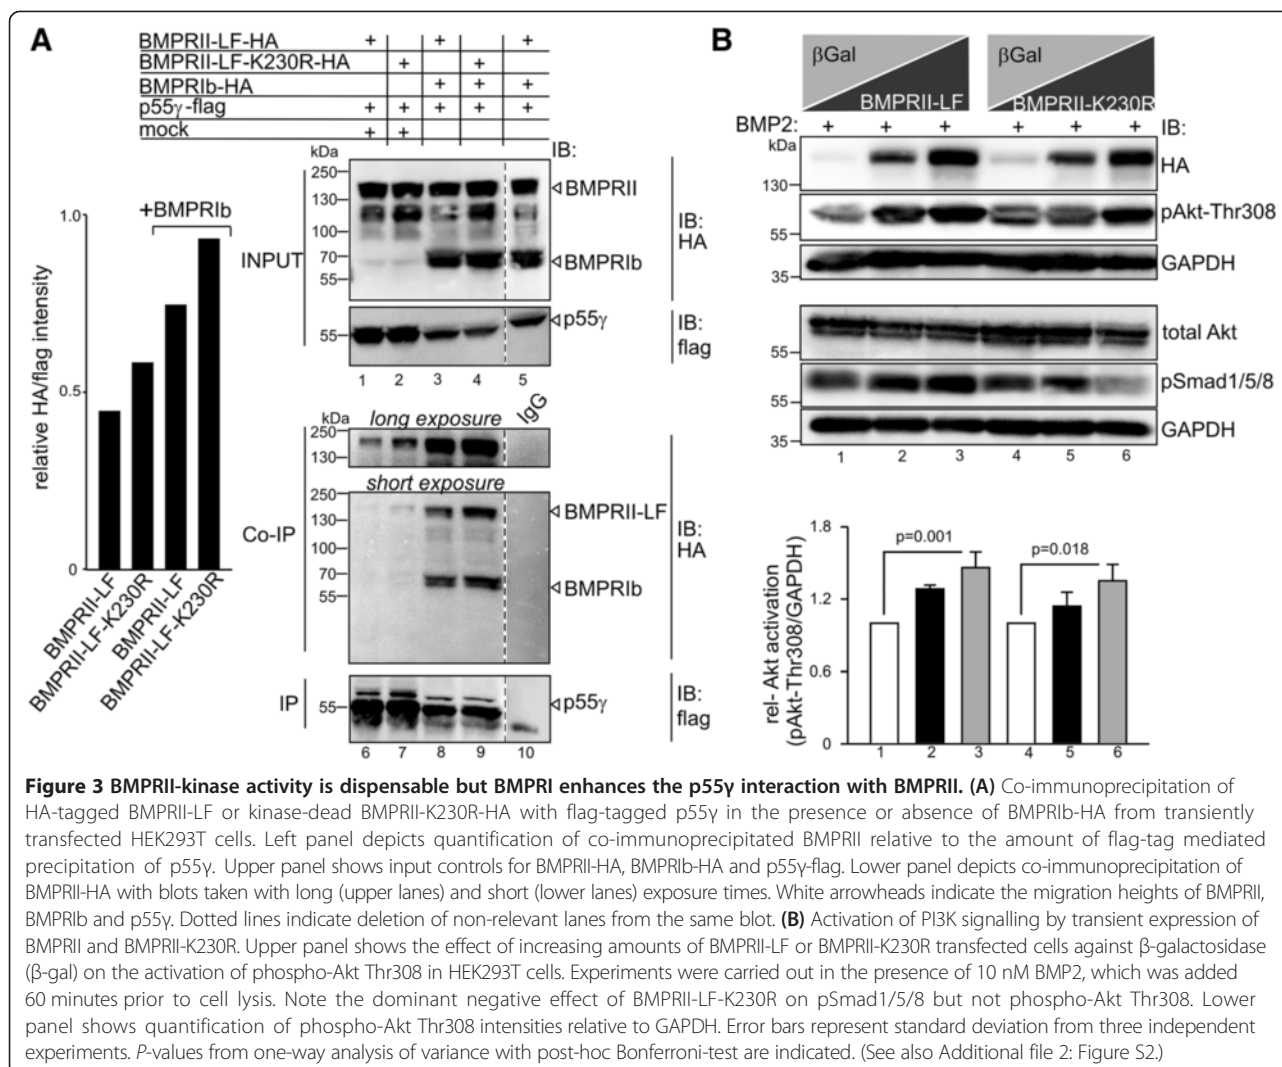 A
BMPRII-LF-HA + + +
BMPRII-LF-K230R-HA + +
BMPRIb-HA + + +
p55γ-flag + + + + +
mock + +
kDa
IB:
250
130
100
70
55
INPUT
BMPRII
BMPRIb
IB:
HA
55
p55γ
IB:
flag
1 2 3 4 5
+BMPRIb
1.0
0.5
0
relative HA/flag intensity
BMPRII-LF
BMPRII-LF-K230R
BMPRII-LF
BMPRII-LF-K230R
kDa
long exposure
IgG
250
130
short exposure
250
130
100
70
55
Co-IP
BMPRII-LF
BMPRIb
IB:
HA
IP
55
p55γ
IB:
flag
6 7 8 9 10
B
βGal
BMPRII-LF
βGal
BMPRII-K230R
BMP2: + + + + + + IB:
kDa
130
HA
55
pAkt-Thr308
35
GAPDH
55
total Akt
55
pSmad1/5/8
35
GAPDH
1 2 3 4 5 6
rel- Akt activation
(pAkt-Thr308/GAPDH)
1.8
1.2
0.6
0
p=0.001
p=0.018
1 2 3 4 5 6
Figure 3 BMPRII-kinase activity is dispensable but BMPRI enhances the p55γ interaction with BMPRII. (A) Co-immunoprecipitation of
HA-tagged BMPRII-LF or kinase-dead BMPRII-K230R-HA with flag-tagged p55γ in the presence or absence of BMPRIb-HA from transiently
transfected HEK293T cells. Left panel depicts quantification of co-immunoprecipitated BMPRII relative to the amount of flag-tag mediated
precipitation of p55γ. Upper panel shows input controls for BMPRII-HA, BMPRIb-HA and p55γ-flag. Lower panel depicts co-immunoprecipitation of
BMPRII-HA with blots taken with long (upper lanes) and short (lower lanes) exposure times. White arrowheads indicate the migration heights of BMPRII,
BMPRIb and p55γ. Dotted lines indicate deletion of non-relevant lanes from the same blot. (B) Activation of PI3K signalling by transient expression of
BMPRII and BMPRII-K230R. Upper panel shows the effect of increasing amounts of BMPRII-LF or BMPRII-K230R transfected cells against β-galactosidase
(β-gal) on the activation of phospho-Akt Thr308 in HEK293T cells. Experiments were carried out in the presence of 10 nM BMP2, which was added
60 minutes prior to cell lysis. Note the dominant negative effect of BMPRII-LF-K230R on pSmad1/5/8 but not phospho-Akt Thr308. Lower
panel shows quantification of phospho-Akt Thr308 intensities relative to GAPDH. Error bars represent standard deviation from three independent
experiments. P-values from one-way analysis of variance with post-hoc Bonferroni-test are indicated. (See also Additional file 2: Figure S2.)